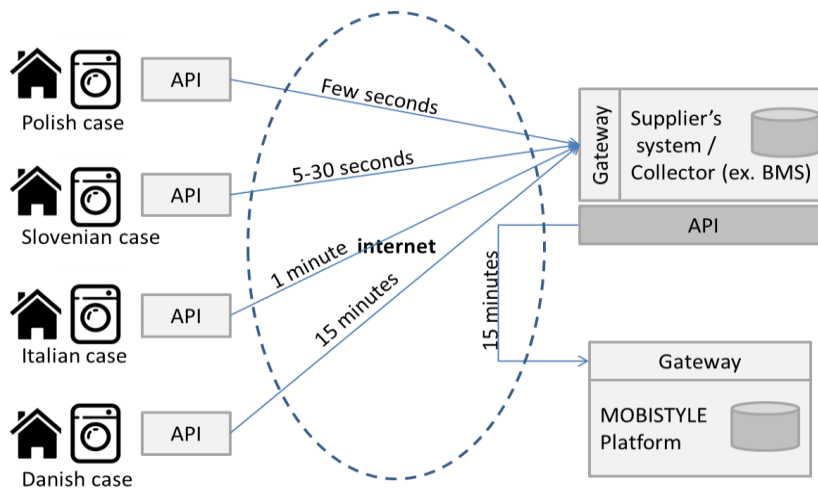 API
Polish case
Few seconds
API
Slovenian case
5-30 seconds
API
Italian case
1 minute
API
Danish case
15 minutes
internet
Gateway
Supplier's
system /
Collector (ex. BMS)
API
15 minutes
Gateway
MOBISTYLE
Platform